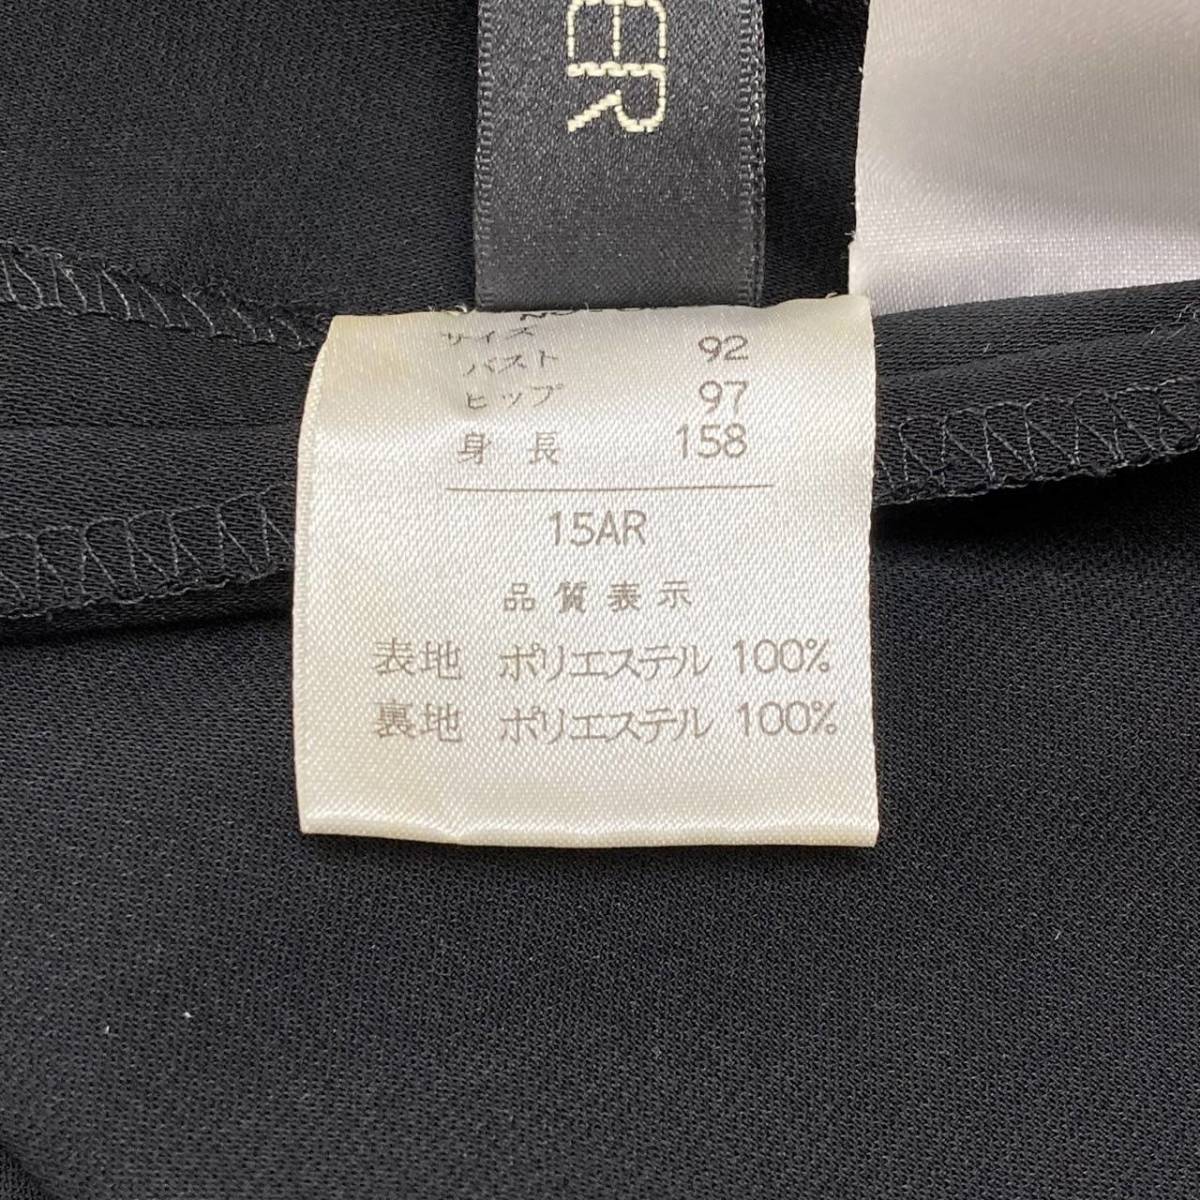 ER
サイズ
バスト 92
ヒップ 97
身長 158
15AR
品質表示
表地 ポリエステル 100%
裏地 ポリエステル 100%